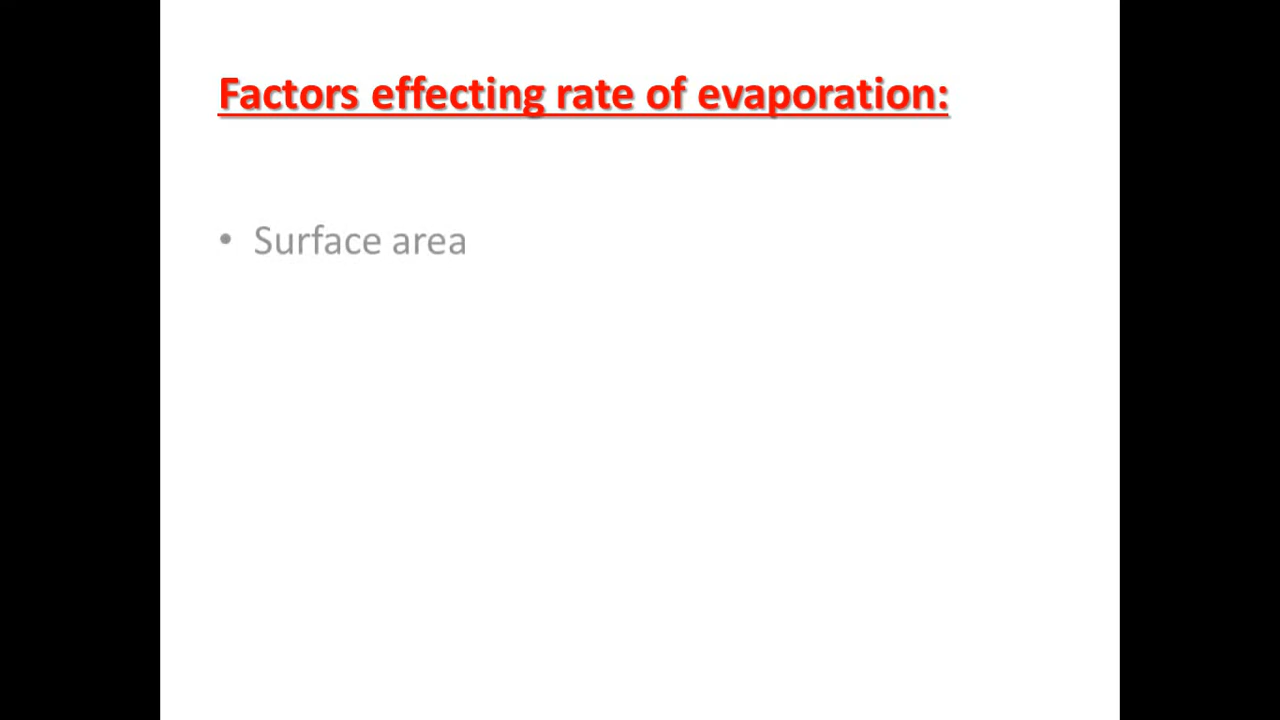 Factors effecting rate of evaporation:
• Surface area